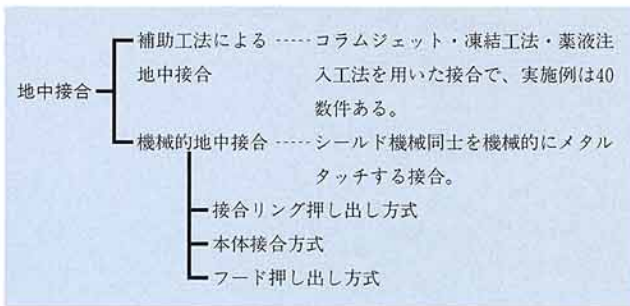 補助工法による ····· コラムジェット・凍結工法・薬液注
地中接合 入工法を用いた接合で、実施例は40
地中接合 数件ある。
機械的地中接合 ····· シールド機械同士を機械的にメタル
タッチする接合。
接合リング押し出し方式
本体接合方式
フード押し出し方式